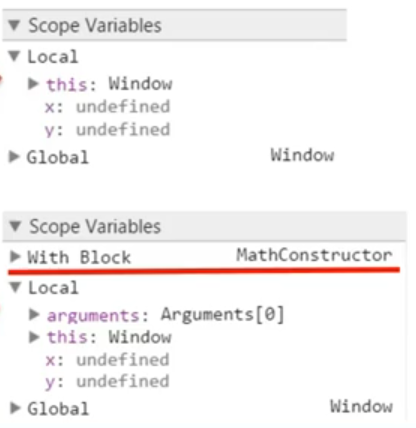 Scope Variables
Local
this: Window
x: undefined
y: undefined
Global Window
Scope Variables
With Block MathConstructor
Local
arguments: Arguments[0]
this: Window
x: undefined
y: undefined
Global Window